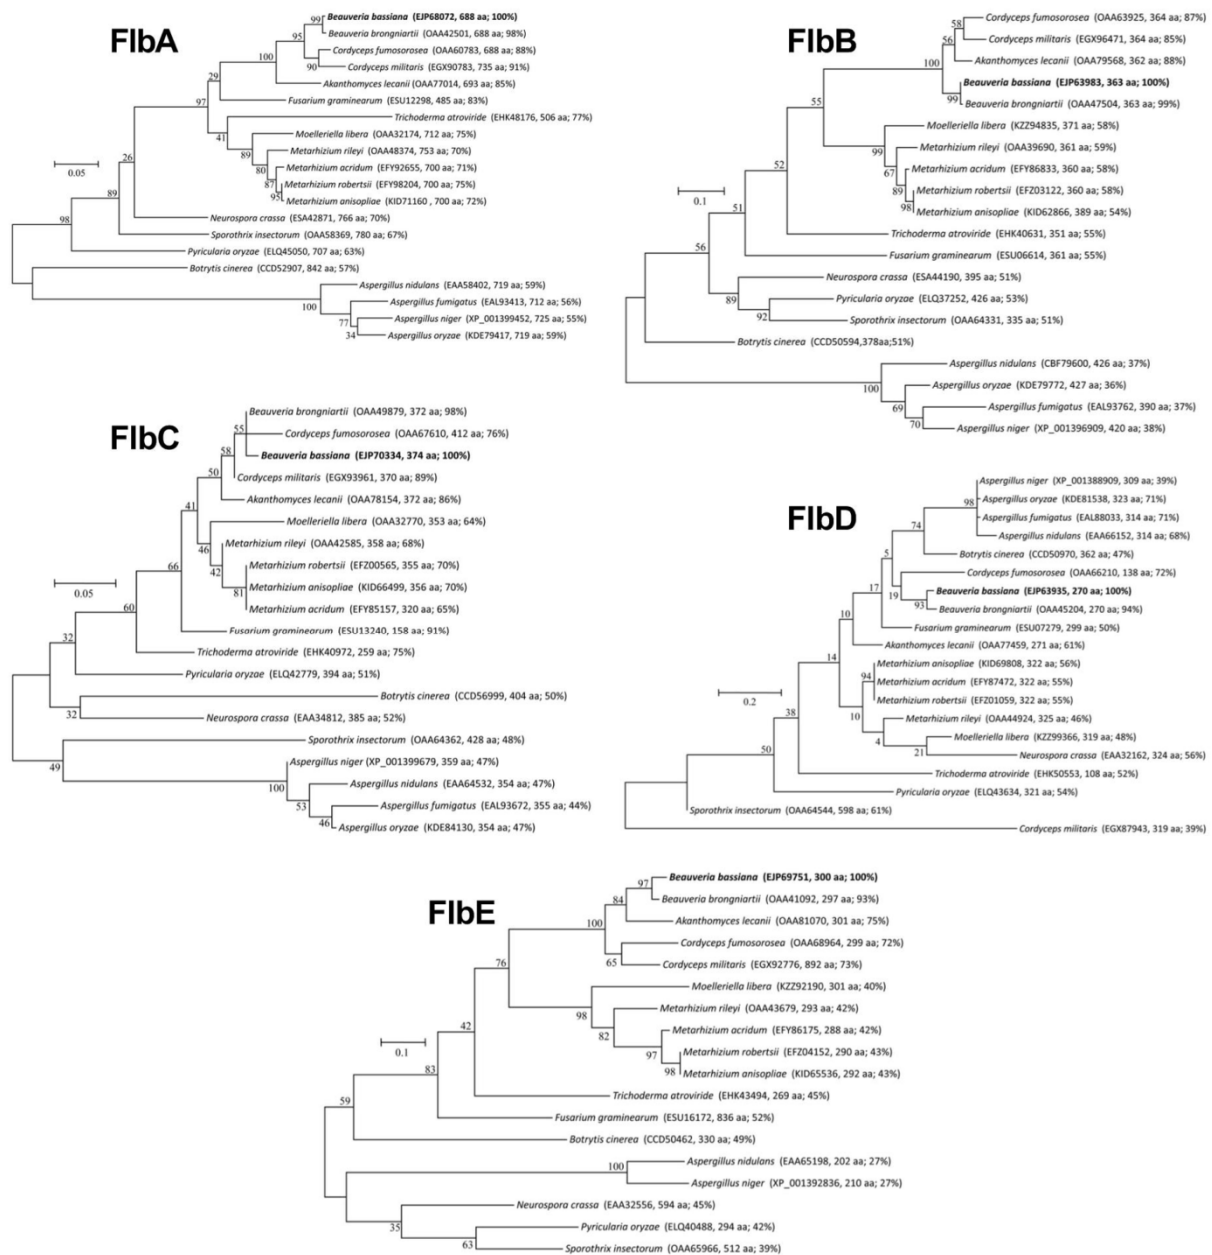 FlbA
99
Beauveria bassiana (EJP68072, 688 aa; 100%)
95
Beauveria brongniartii (OAA42501, 688 aa; 98%)
Cordyceps fumosorosea (OAA60783, 688 aa; 88%)
100
90
Cordyceps militaris (EGX90783, 735 aa; 91%)
29
Akanthomyces lecanii (OAA77014, 693 aa; 85%)
97
Fusarium graminearum (ESU12298, 485 aa; 83%)
Trichoderma atroviride (EHK48176, 506 aa; 77%)
41
Moelleriella libera (OAA32174, 712 aa; 75%)
89
Metarhizium rileyi (OAA48374, 753 aa; 70%)
0.05
26
80
Metarhizium acridum (EFY92655, 700 aa; 71%)
87
Metarhizium robertsii (EFY98204, 700 aa; 75%)
89
95
Metarhizium anisopliae (KID71160 , 700 aa; 72%)
98
Neurospora crassa (ESA42871, 766 aa; 70%)
Sporothrix insectorum (OAA58369, 780 aa; 67%)
Pyricularia oryzae (ELQ45050, 707 aa; 63%)
Botrytis cinerea (CCD52907, 842 aa; 57%)
Aspergillus nidulans (EAA58402, 719 aa; 59%)
100
Aspergillus fumigatus (EAL93413, 712 aa; 56%)
77
Aspergillus niger (XP_001399452, 725 aa; 55%)
34
Aspergillus oryzae (KDE79417, 719 aa; 59%)
FlbB
58
Cordyceps fumosorosea (OAA63925, 364 aa; 87%)
56
Cordyceps militaris (EGX96471, 364 aa; 85%)
100
Akanthomyces lecanii (OAA79568, 362 aa; 88%)
Beauveria bassiana (EJP63983, 363 aa; 100%)
99
Beauveria brongniartii (OAA47504, 363 aa; 99%)
55
Moelleriella libera (KZZ94835, 371 aa; 58%)
99
Metarhizium rileyi (OAA39690, 361 aa; 59%)
52
67
Metarhizium acridum (EFY86833, 360 aa; 58%)
0.1
89
Metarhizium robertsii (EFZ03122, 360 aa; 58%)
51
98
Metarhizium anisopliae (KID62866, 389 aa; 54%)
Trichoderma atroviride (EHK40631, 351 aa; 55%)
56
Fusarium graminearum (ESU06614, 361 aa; 55%)
Neurospora crassa (ESA44190, 395 aa; 51%)
89
Pyricularia oryzae (ELQ37252, 426 aa; 53%)
92
Sporothrix insectorum (OAA64331, 335 aa; 51%)
Botrytis cinerea (CCD50594,378aa;51%)
Aspergillus nidulans (CBF79600, 426 aa; 37%)
100
Aspergillus oryzae (KDE79772, 427 aa; 36%)
69
Aspergillus fumigatus (EAL93762, 390 aa; 37%)
70
Aspergillus niger (XP_001396909, 420 aa; 38%)
FlbC
Beauveria brongniartii (OAA49879, 372 aa; 98%)
55
Cordyceps fumosorosea (OAA67610, 412 aa; 76%)
58
Beauveria bassiana (EJP70334, 374 aa; 100%)
50
Cordyceps militaris (EGX93961, 370 aa; 89%)
41
Akanthomyces lecanii (OAA78154, 372 aa; 86%)
Moelleriella libera (OAA32770, 353 aa; 64%)
46
Metarhizium rileyi (OAA42585, 358 aa; 68%)
66
42
Metarhizium robertsii (EFZ00565, 355 aa; 70%)
0.05
81
Metarhizium anisopliae (KID66499, 356 aa; 70%)
60
Metarhizium acridum (EFY85157, 320 aa; 65%)
32
Fusarium graminearum (ESU13240, 158 aa; 91%)
Trichoderma atroviride (EHK40972, 259 aa; 75%)
Pyricularia oryzae (ELQ42779, 394 aa; 51%)
Botrytis cinerea (CCD56999, 404 aa; 50%)
32
Neurospora crassa (EAA34812, 385 aa; 52%)
Sporothrix insectorum (OAA64362, 428 aa; 48%)
49
Aspergillus niger (XP_001399679, 359 aa; 47%)
100
Aspergillus nidulans (EAA64532, 354 aa; 47%)
53
Aspergillus fumigatus (EAL93672, 355 aa; 44%)
46
Aspergillus oryzae (KDE84130, 354 aa; 47%)
FlbD
Aspergillus niger (XP_001388909, 309 aa; 39%)
98
Aspergillus oryzae (KDE81538, 323 aa; 71%)
Aspergillus fumigatus (EAL88033, 314 aa; 71%)
74
Aspergillus nidulans (EAA66152, 314 aa; 68%)
5
Botrytis cinerea (CCD50970, 362 aa; 47%)
Cordyceps fumosorosea (OAA66210, 138 aa; 72%)
17
19
Beauveria bassiana (EJP63935, 270 aa; 100%)
93
Beauveria brongniartii (OAA45204, 270 aa; 94%)
10
Fusarium graminearum (ESU07279, 299 aa; 50%)
Akanthomyces lecanii (OAA77459, 271 aa; 61%)
14
Metarhizium anisopliae (KID69808, 322 aa; 56%)
94
Metarhizium acridum (EFY87472, 322 aa; 55%)
0.2
Metarhizium robertsii (EFZ01059, 322 aa; 55%)
38
10
Metarhizium rileyi (OAA44924, 325 aa; 46%)
4
Moelleriella libera (KZZ99366, 319 aa; 48%)
50
21
Neurospora crassa (EAA32162, 324 aa; 56%)
Trichoderma atroviride (EHK50553, 108 aa; 52%)
Pyricularia oryzae (ELQ43634, 321 aa; 54%)
Sporothrix insectorum (OAA64544, 598 aa; 61%)
Cordyceps militaris (EGX87943, 319 aa; 39%)
FlbE
97
Beauveria bassiana (EJP69751, 300 aa; 100%)
84
Beauveria brongniartii (OAA41092, 297 aa; 93%)
100
Akanthomyces lecanii (OAA81070, 301 aa; 75%)
Cordyceps fumosorosea (OAA68964, 299 aa; 72%)
76
65
Cordyceps militaris (EGX92776, 892 aa; 73%)
Moelleriella libera (KZZ92190, 301 aa; 40%)
98
Metarhizium rileyi (OAA43679, 293 aa; 42%)
42
82
Metarhizium acridum (EFY86175, 288 aa; 42%)
0.1
97
Metarhizium robertsii (EFZ04152, 290 aa; 43%)
83
98
Metarhizium anisopliae (KID65536, 292 aa; 43%)
Trichoderma atroviride (EHK43494, 269 aa; 45%)
59
Fusarium graminearum (ESU16172, 836 aa; 52%)
Botrytis cinerea (CCD50462, 330 aa; 49%)
Aspergillus nidulans (EAA65198, 202 aa; 27%)
100
Aspergillus niger (XP_001392836, 210 aa; 27%)
Neurospora crassa (EAA32556, 594 aa; 45%)
35
Pyricularia oryzae (ELQ40488, 294 aa; 42%)
63
Sporothrix insectorum (OAA65966, 512 aa; 39%)